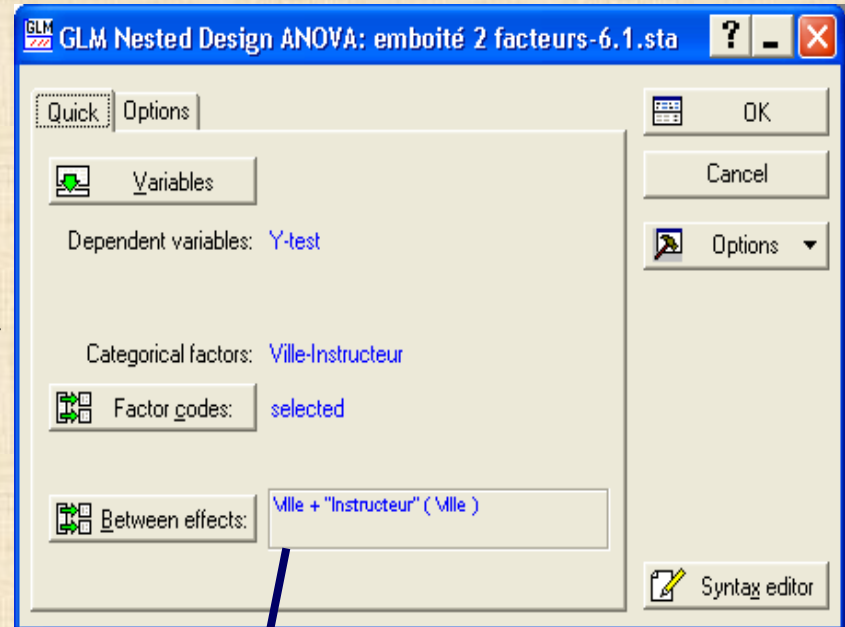 GLM GLM Nested Design ANOVA: emboité 2 facteurs-6.1.sta ?
Quick Options
OK
Variables
Cancel
Dependent variables: Y-test
Options
Categorical factors: Ville-Instructeur
Factor codes: selected
Between effects: Ville + "Instructeur" ( Ville )
Syntax editor